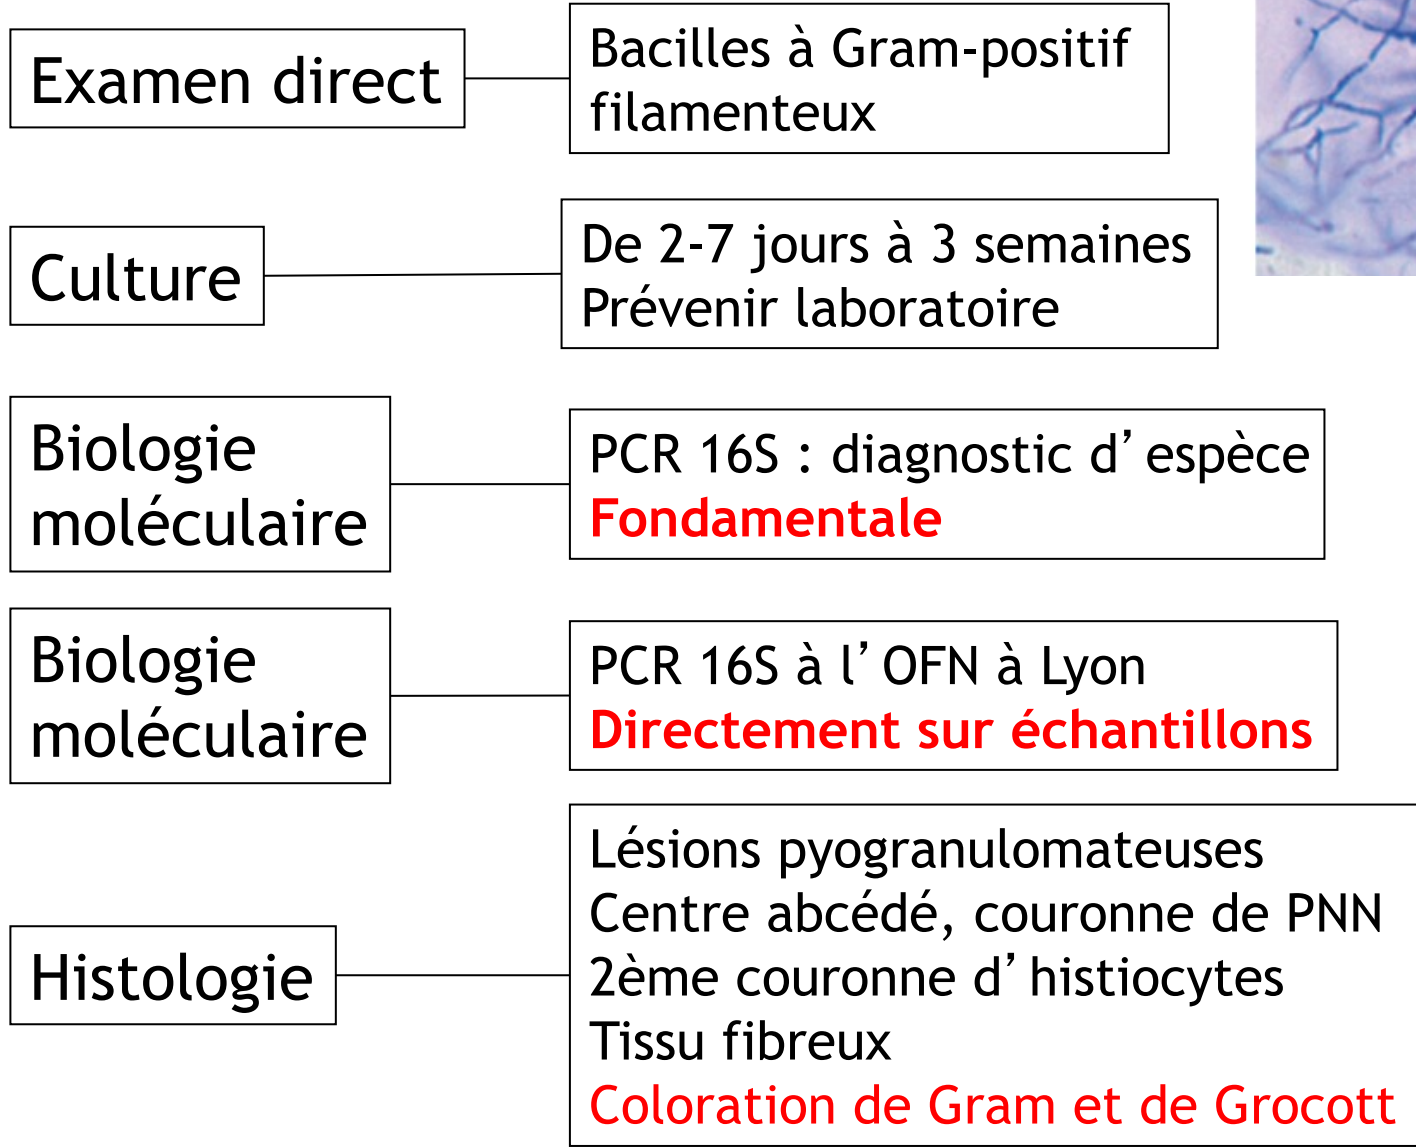 Examen direct
Bacilles à Gram-positif
filamenteux
Culture
De 2-7 jours à 3 semaines
Prévenir laboratoire
Biologie
moléculaire
PCR 16S : diagnostic d’ espèce
Fondamentale
Biologie
moléculaire
PCR 16S à l’ OFN à Lyon
Directement sur échantillons
Histologie
Lésions pyogranulomateuses
Centre abcédé, couronne de PNN
2ème couronne d’ histiocytes
Tissu fibreux
Coloration de Gram et de Grocott